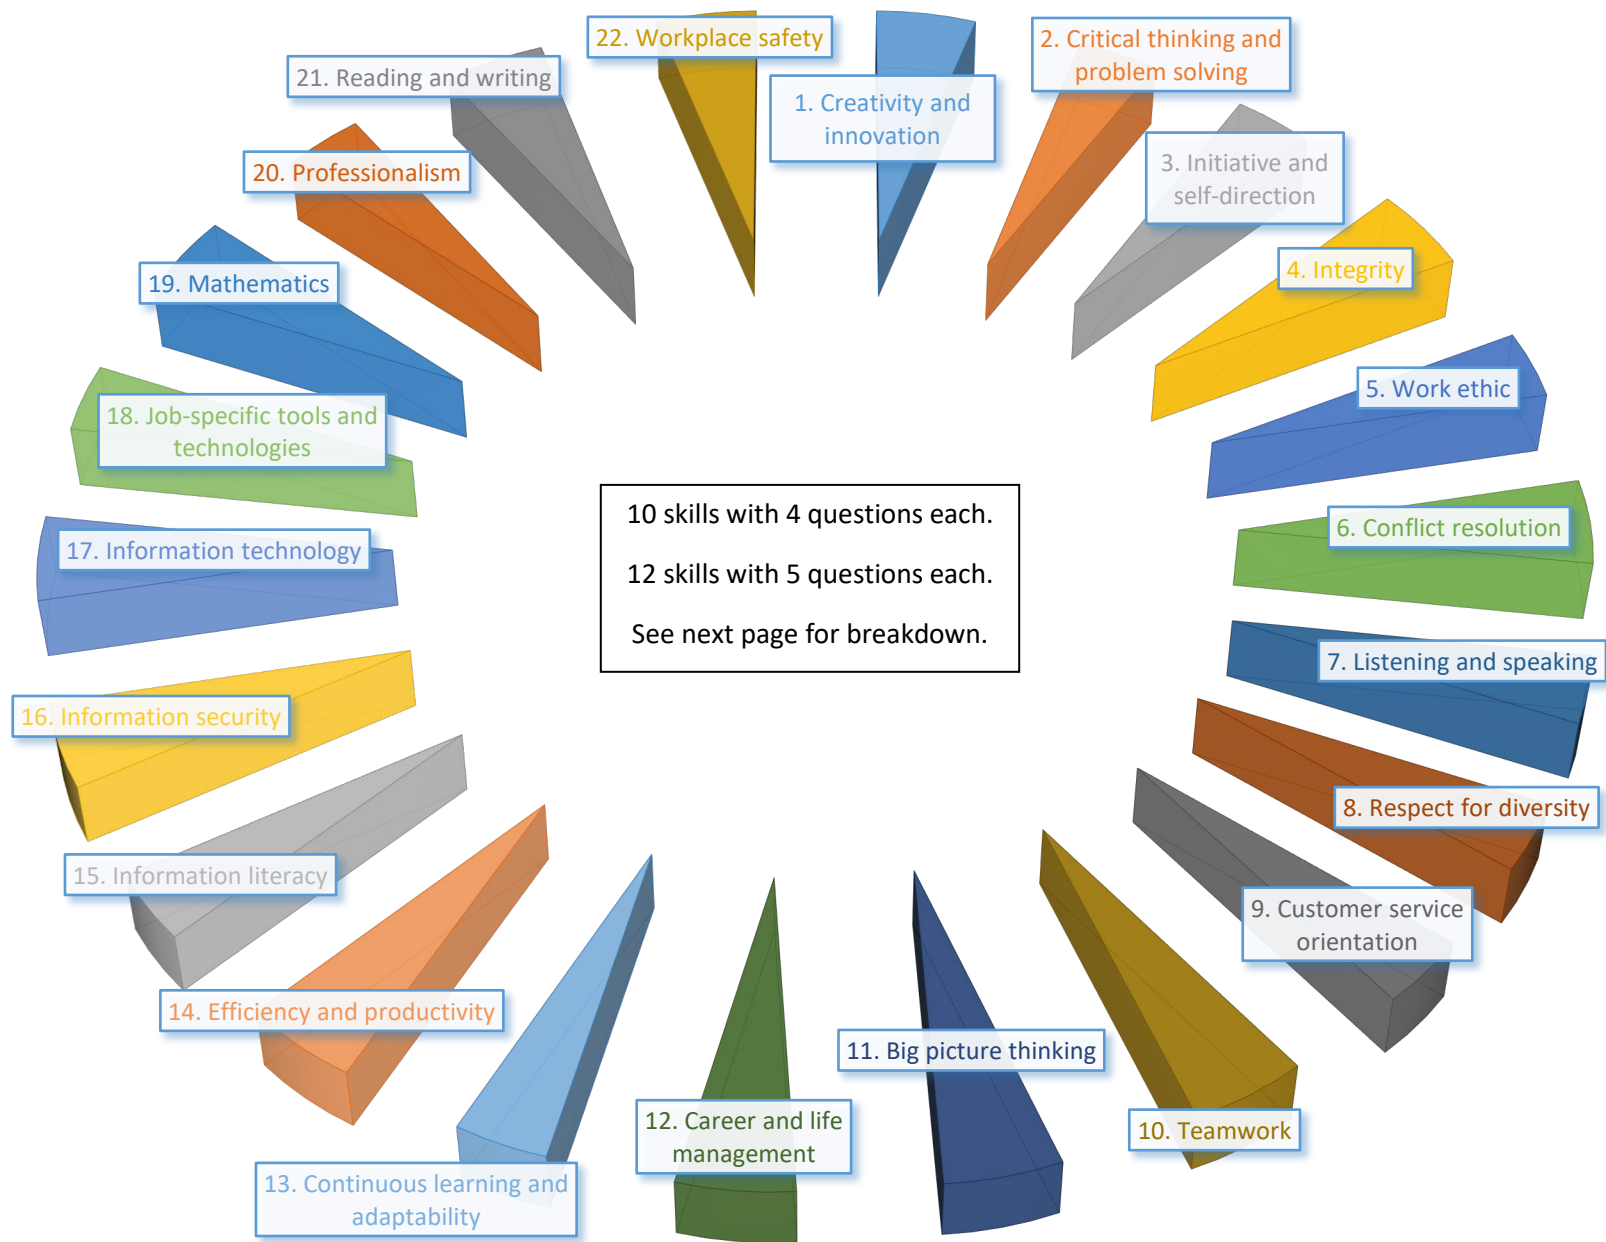 1. Creativity and
innovation
2. Critical thinking and
problem solving
3. Initiative and
self-direction
4. Integrity
5. Work ethic
6. Conflict resolution
7. Listening and speaking
8. Respect for diversity
9. Customer service
orientation
10. Teamwork
11. Big picture thinking
12. Career and life
management
13. Continuous learning and
adaptability
14. Efficiency and productivity
15. Information literacy
16. Information security
17. Information technology
18. Job-specific tools and
technologies
19. Mathematics
20. Professionalism
21. Reading and writing
22. Workplace safety
10 skills with 4 questions each.
12 skills with 5 questions each.
See next page for breakdown.